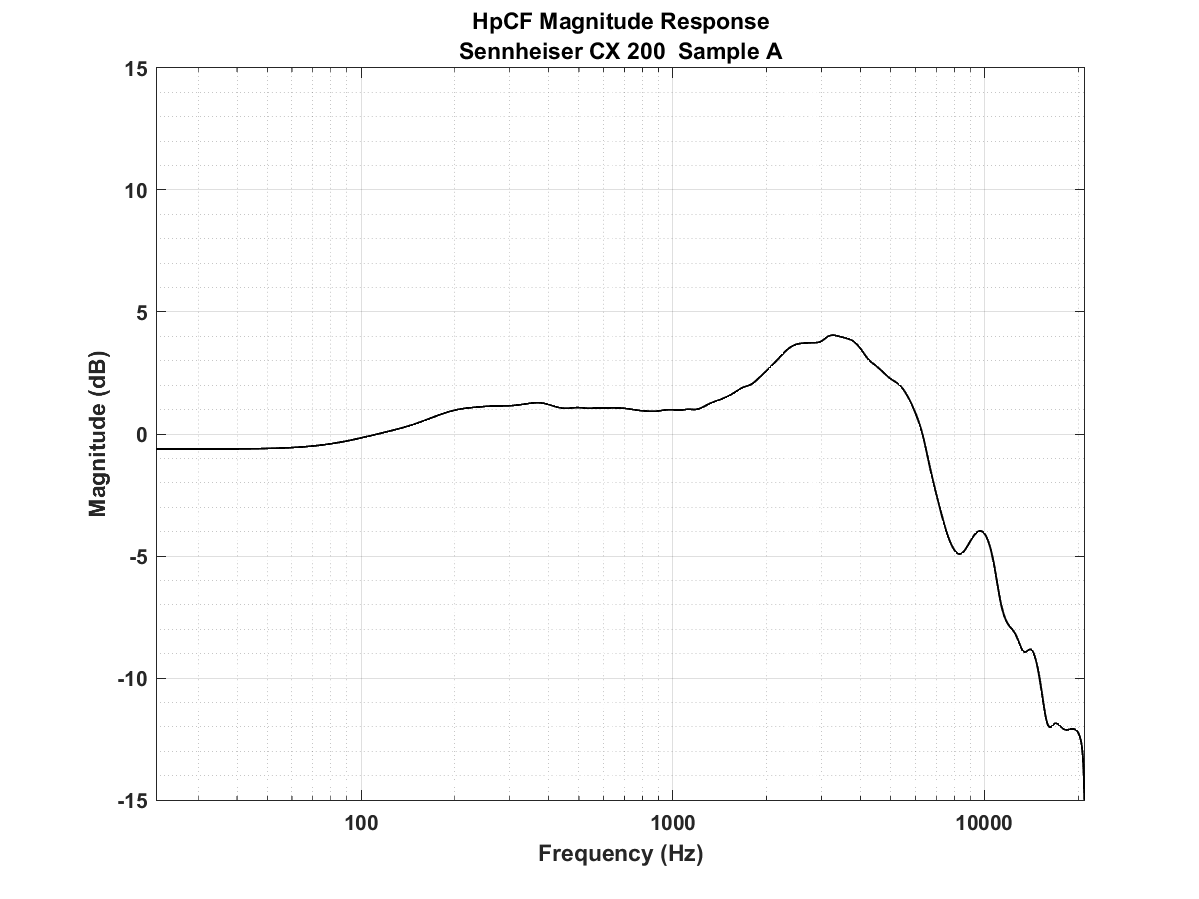 HpCF Magnitude Response
Sennheiser CX 200  Sample A
15
10
5
0
-5
-10
-15
Magnitude (dB)
100
1000
10000
Frequency (Hz)